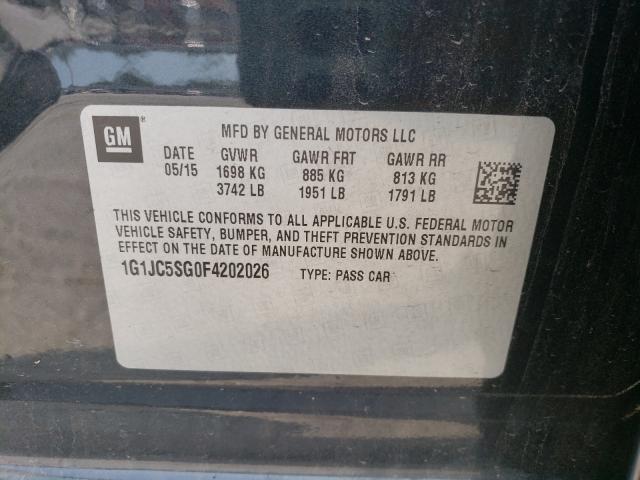 GM ®
MFD BY GENERAL MOTORS LLC
DATE GVWR GAWR FRT GAWR RR
05/15 1698 KG 885 KG 813 KG
3742 LB 1951 LB 1791 LB
THIS VEHICLE CONFORMS TO ALL APPLICABLE U.S. FEDERAL MOTOR
VEHICLE SAFETY, BUMPER, AND THEFT PREVENTION STANDARDS IN
EFFECT ON THE DATE OF MANUFACTURE SHOWN ABOVE.
1G1JC5SG0F4202026 TYPE: PASS CAR